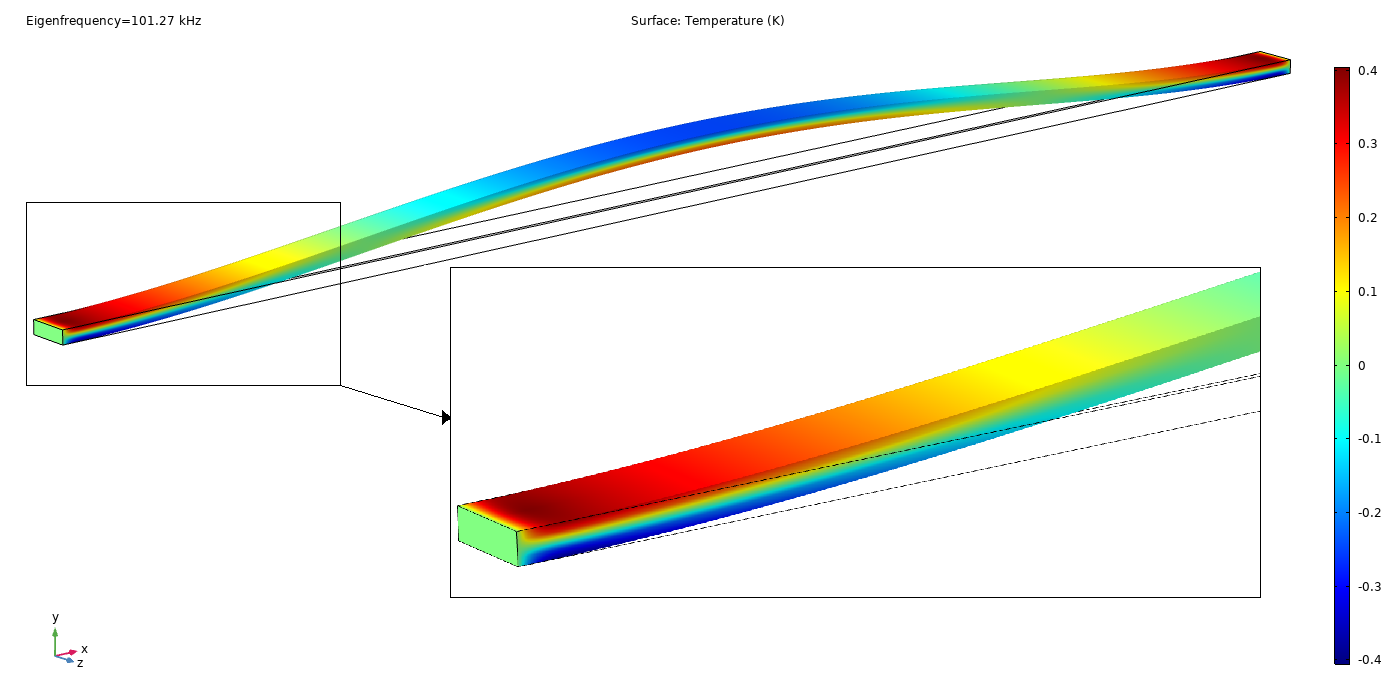 Eigenfrequency=101.27 kHz
Surface: Temperature (K)
0.4
0.3
0.2
0.1
0
-0.1
-0.2
-0.3
-0.4
y
x
z